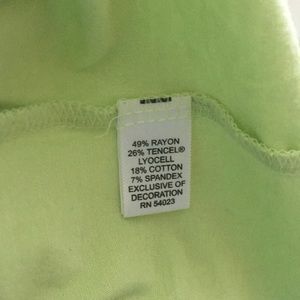 49% RAYON
26% TENCEL®
LYOCELL
18% COTTON
7% SPANDEX
EXCLUSIVE OF
DECORATION
RN 54023